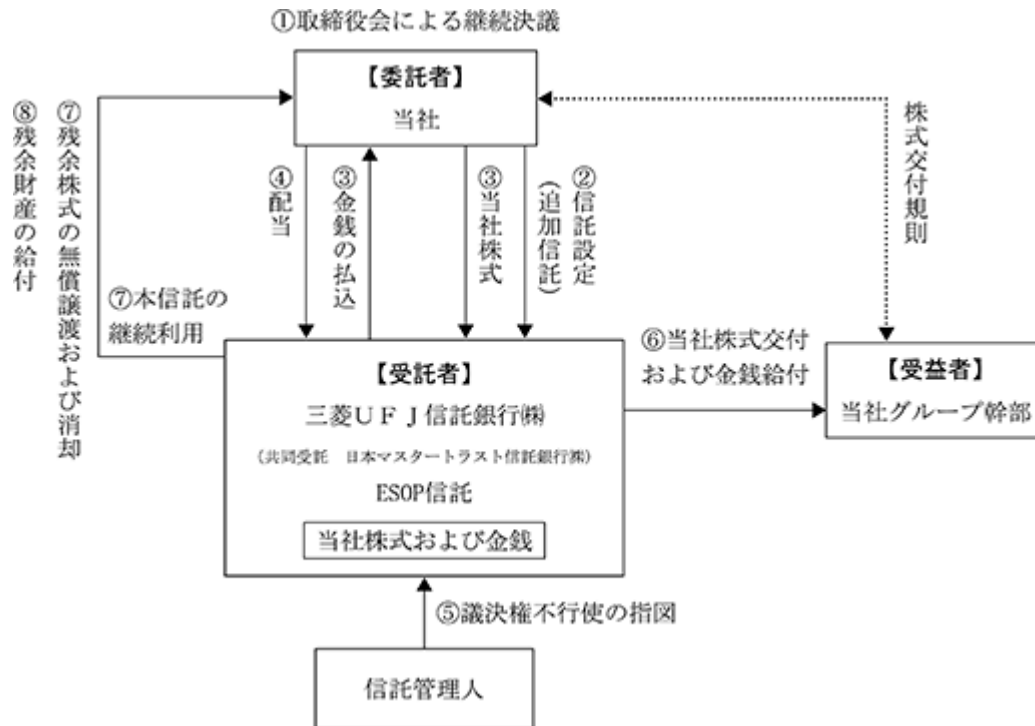 ①取締役会による継続決議
【委託者】
当社
⑧残余財産の給付
⑦残余株式の無償譲渡および消却
④配当
③金銭の払込
③当社株式
②信託設定
(追加信託)
株式交付規則
⑦本信託の
継続利用
⑥当社株式交付
および金銭給付
【受託者】
三菱UFJ信託銀行㈱
(共同受託 日本マスタートラスト信託銀行㈱)
ESOP信託
当社株式および金銭
【受益者】
当社グループ幹部
⑤議決権不行使の指図
信託管理人